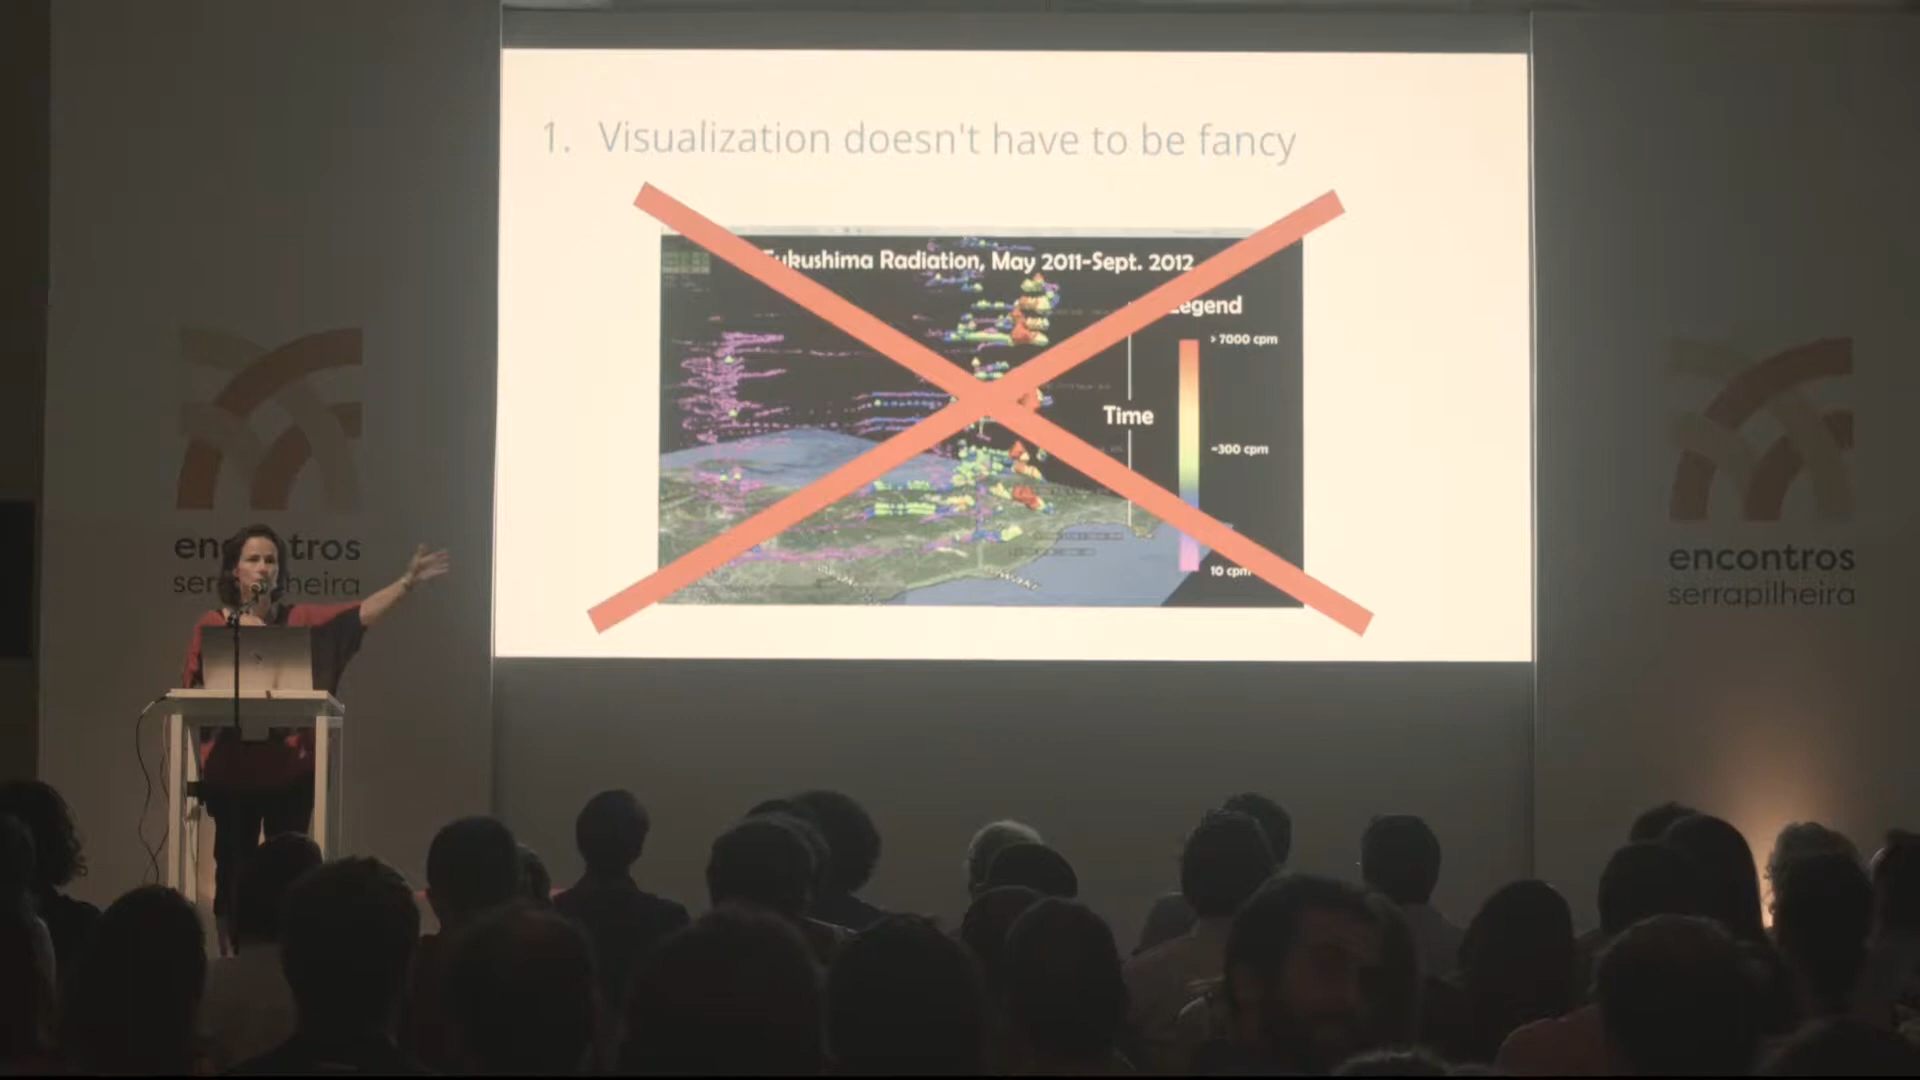 1. Visualization doesn't have to be fancy
Fukushima Radiation, May 2011-Sept. 2012
Legend
> 7000 cpm
Time
~300 cpm
10 cpm
encontros
serrapilheira
encontros
serrapilheira